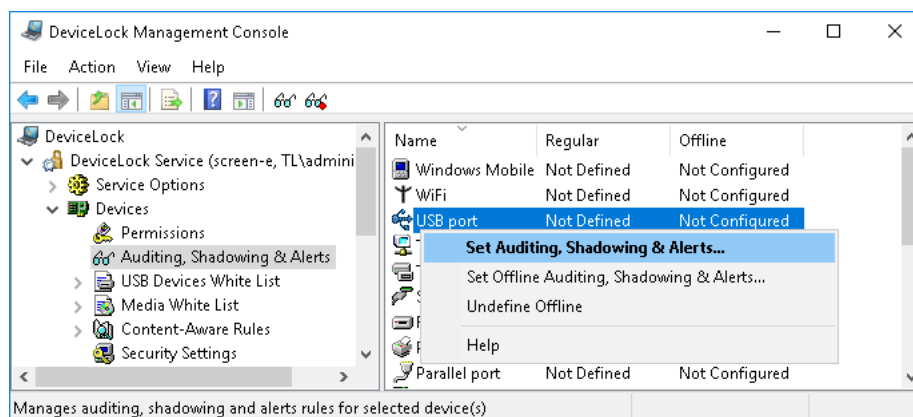 DeviceLock Management Console
File Action View Help
DeviceLock
DeviceLock Service (screen-e, TL\admini
Service Options
Devices
Permissions
Auditing, Shadowing & Alerts
USB Devices White List
Media White List
Content-Aware Rules
Security Settings
Name Regular Offline
Windows Mobile Not Defined Not Configured
WiFi Not Defined Not Configured
USB port Not Defined Not Configured
Set Auditing, Shadowing & Alerts...
Set Offline Auditing, Shadowing & Alerts...
Undefine Offline
Help
Parallel port Not Defined Not Configured
Manages auditing, shadowing and alerts rules for selected device(s)